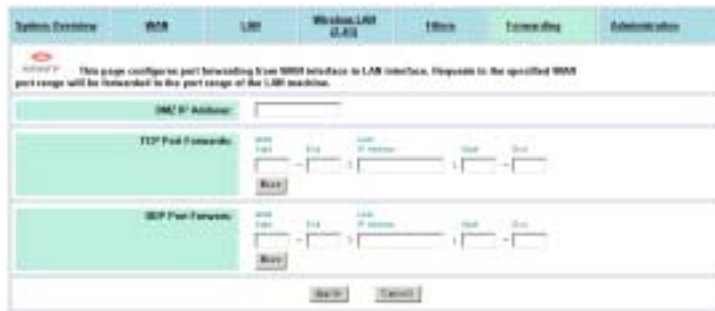 System Overview
WAN
LAN
Wireless LAN
Filters
Forwarding
Administration
This page configures port forwarding from WAN interface to LAN interface. Requests to the specified WAN
port range will be forwarded to the port range of the LAN machine.
DMZ IP Address:
TCP Port Forwards:
WAN
Start
End
LAN
IP Address
Start
End
More
UDP Port Forwards:
WAN
Start
End
LAN
IP Address
Start
End
More
Apply
Cancel